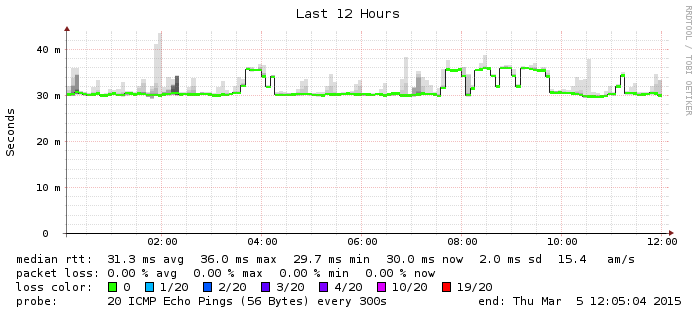 Last 12 Hours
RRDTOOL / TOBI OETIKER
Seconds
40 m
30 m
20 m
10 m
0
02:00 04:00 06:00 08:00 10:00 12:00
median rtt: 31.3 ms avg 36.0 ms max 29.7 ms min 30.0 ms now 2.0 ms sd 15.4 am/s
packet loss: 0.00 % avg 0.00 % max 0.00 % min 0.00 % now
loss color: 0 1/20 2/20 3/20 4/20 10/20 19/20
probe: 20 ICMP Echo Pings (56 Bytes) every 300s end: Thu Mar 5 12:05:04 2015